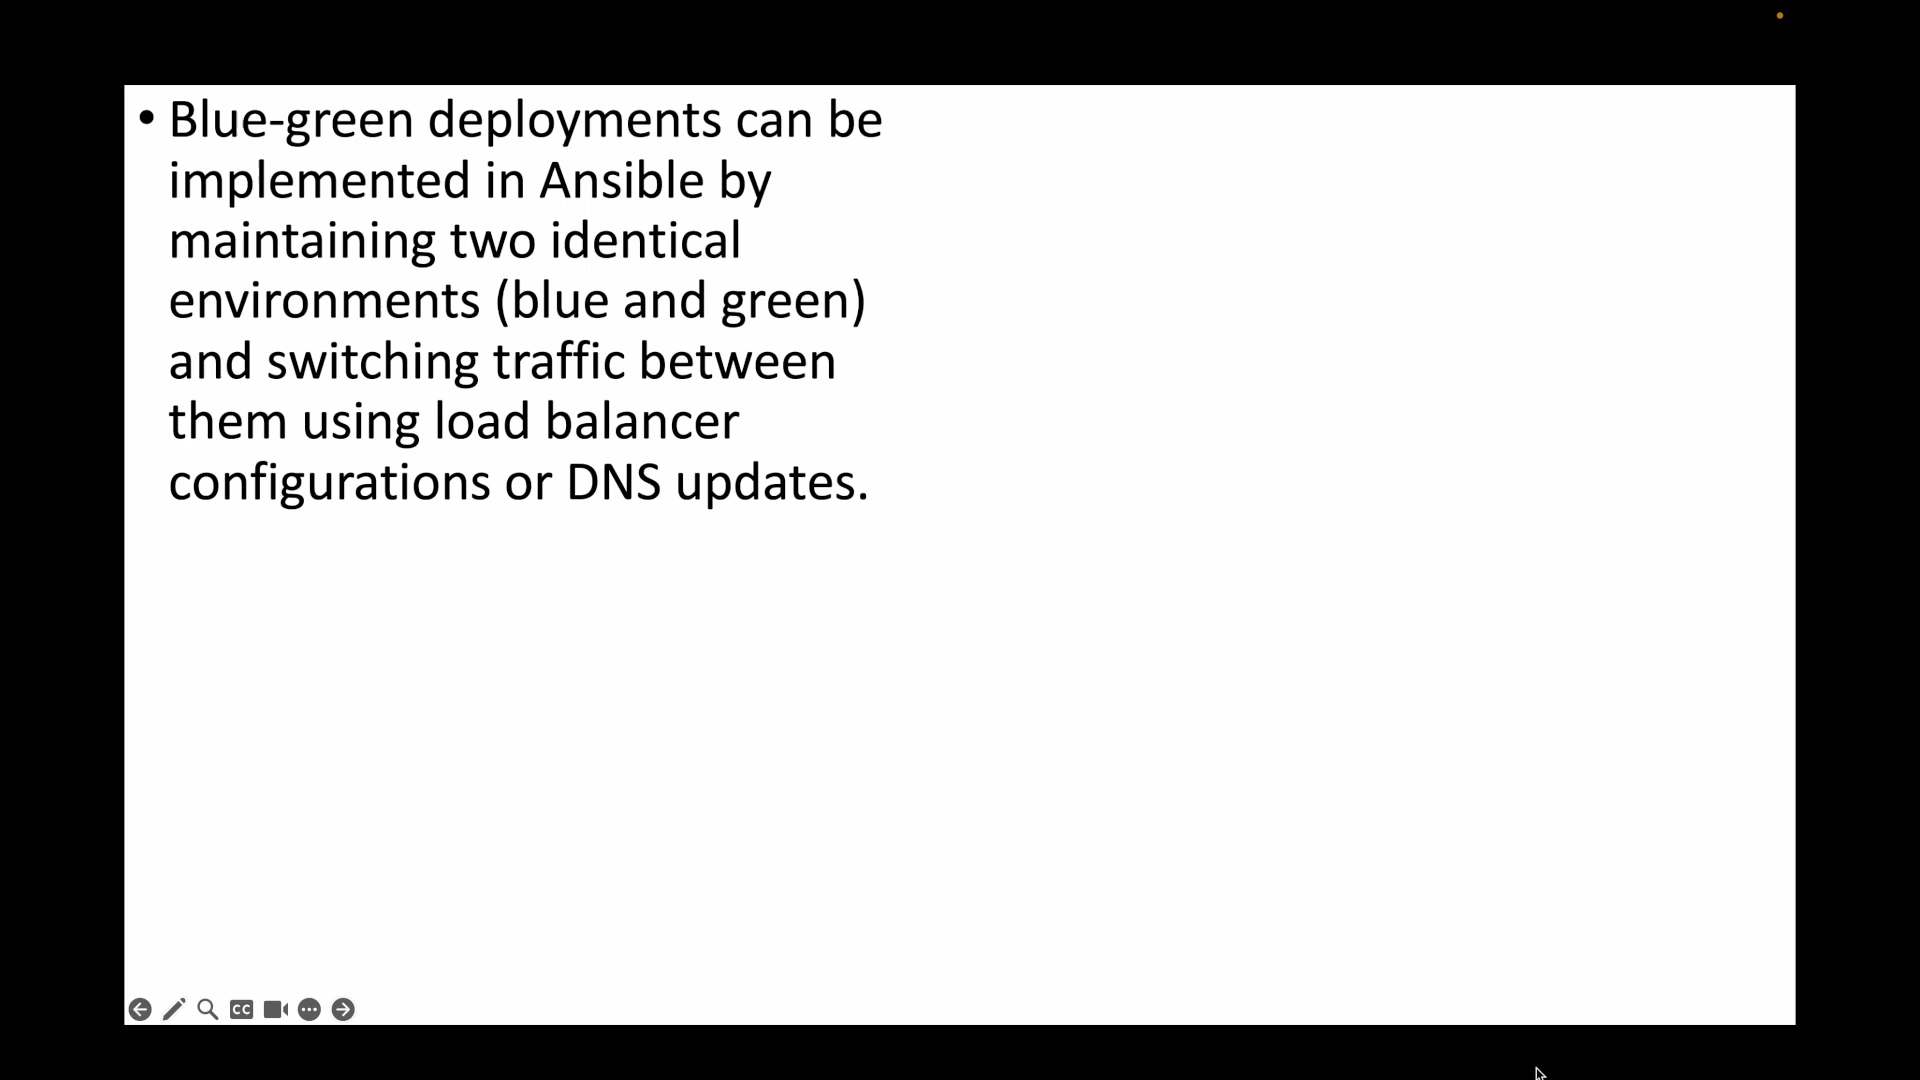 • Blue-green deployments can be
implemented in Ansible by
maintaining two identical
environments (blue and green)
and switching traffic between
them using load balancer
configurations or DNS updates.
CC